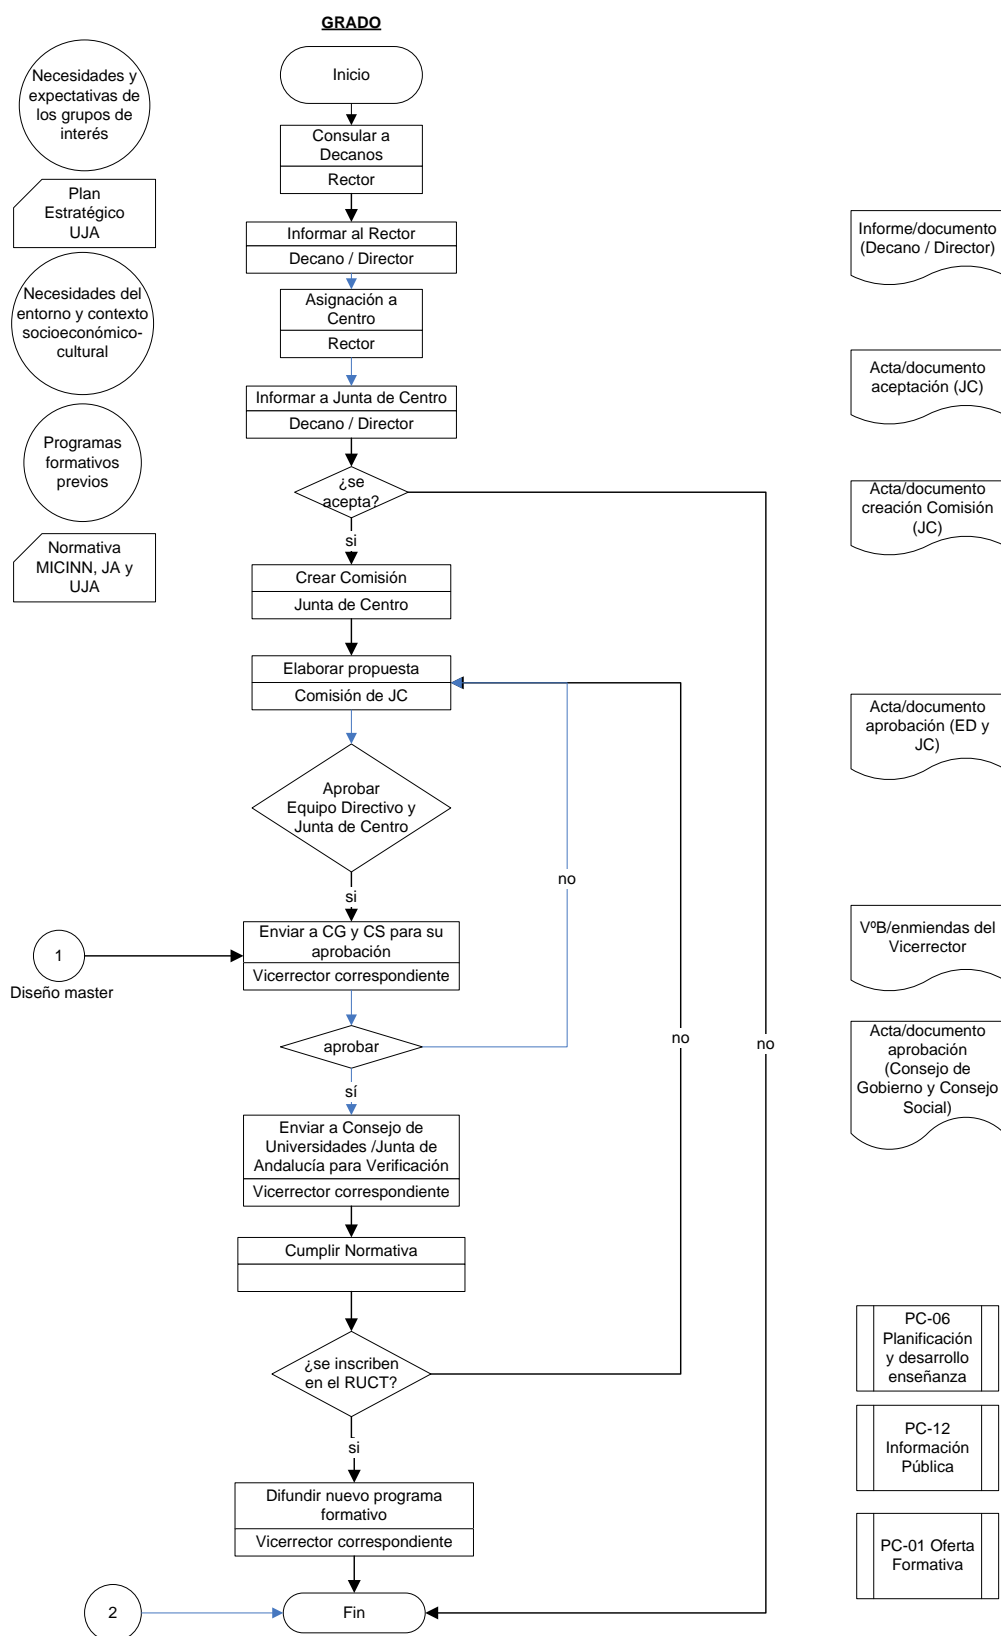 GRADO
Necesidades y
expectativas de
los grupos de
interés
Plan
Estratégico
UJA
Necesidades del
entorno y contexto
socioeconómico-
cultural
Programas
formativos
previos
Normativa
MICINN, JA y
UJA
Inicio
Consular a
Decanos
Rector
Informar al Rector
Decano / Director
Asignación a
Centro
Rector
Informar a Junta de Centro
Decano / Director
¿se
acepta?
si
Crear Comisión
Junta de Centro
Elaborar propuesta
Comisión de JC
Aprobar
Equipo Directivo y
Junta de Centro
no
si
Enviar a CG y CS para su
aprobación
Vicerrector correspondiente
1
Diseño master
aprobar
no
no
sí
Enviar a Consejo de
Universidades /Junta de
Andalucía para Verificación
Vicerrector correspondiente
Cumplir Normativa
¿se inscriben
en el RUCT?
si
Difundir nuevo programa
formativo
Vicerrector correspondiente
2
Fin
Informe/documento
(Decano / Director)
Acta/documento
aceptación (JC)
Acta/documento
creación Comisión
(JC)
Acta/documento
aprobación (ED y
JC)
VºB/enmiendas del
Vicerrector
Acta/documento
aprobación
(Consejo de
Gobierno y Consejo
Social)
PC-06
Planificación
y desarrollo
enseñanza
PC-12
Información
Pública
PC-01 Oferta
Formativa